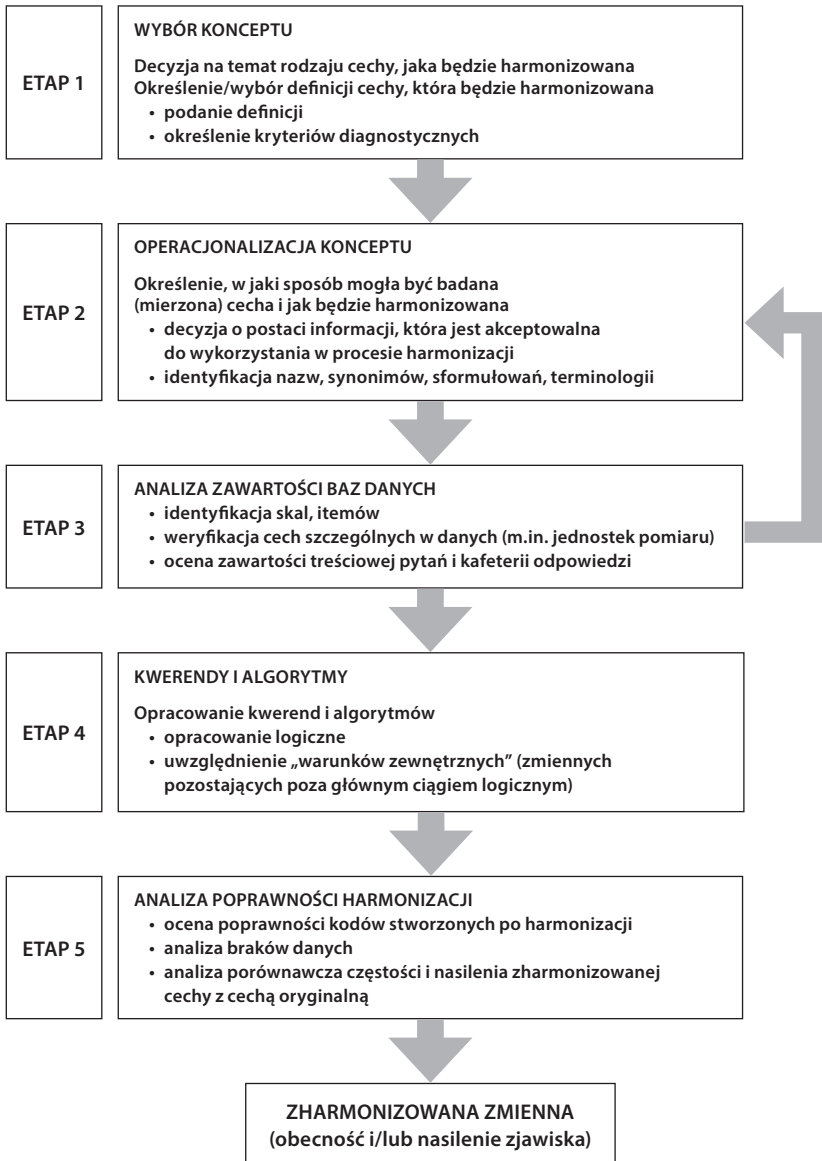 ETAP 1
WYBÓR KONCEPTU
Decyzja na temat rodzaju cechy, jaka będzie harmonizowana
Określenie/wybór definicji cechy, która będzie harmonizowana
• podanie definicji
• określenie kryteriów diagnostycznych
ETAP 2
OPERACJONALIZACJA KONCEPTU
Określenie, w jaki sposób mogła być badana
(mierzona) cecha i jak będzie harmonizowana
• decyzja o postaci informacji, która jest akceptowalna
do wykorzystania w procesie harmonizacji
• identyfikacja nazw, synonimów, sformułowań, terminologii
ETAP 3
ANALIZA ZAWARTOŚCI BAZ DANYCH
• identyfikacja skal, itemów
• weryfikacja cech szczególnych w danych (m.in. jednostek pomiaru)
• ocena zawartości treściowej pytań i kafeterii odpowiedzi
ETAP 4
KWERENDY I ALGORYTMY
Opracowanie kwerend i algorytmów
• opracowanie logiczne
• uwzględnienie „warunków zewnętrznych” (zmiennych
pozostających poza głównym ciągiem logicznym)
ETAP 5
ANALIZA POPRAWNOŚCI HARMONIZACJI
• ocena poprawności kodów stworzonych po harmonizacji
• analiza braków danych
• analiza porównawcza częstości i nasilenia zharmonizowanej
cechy z cechą oryginalną
ZHARMONIZOWANA ZMIENNA
(obecność i/lub nasilenie zjawiska)